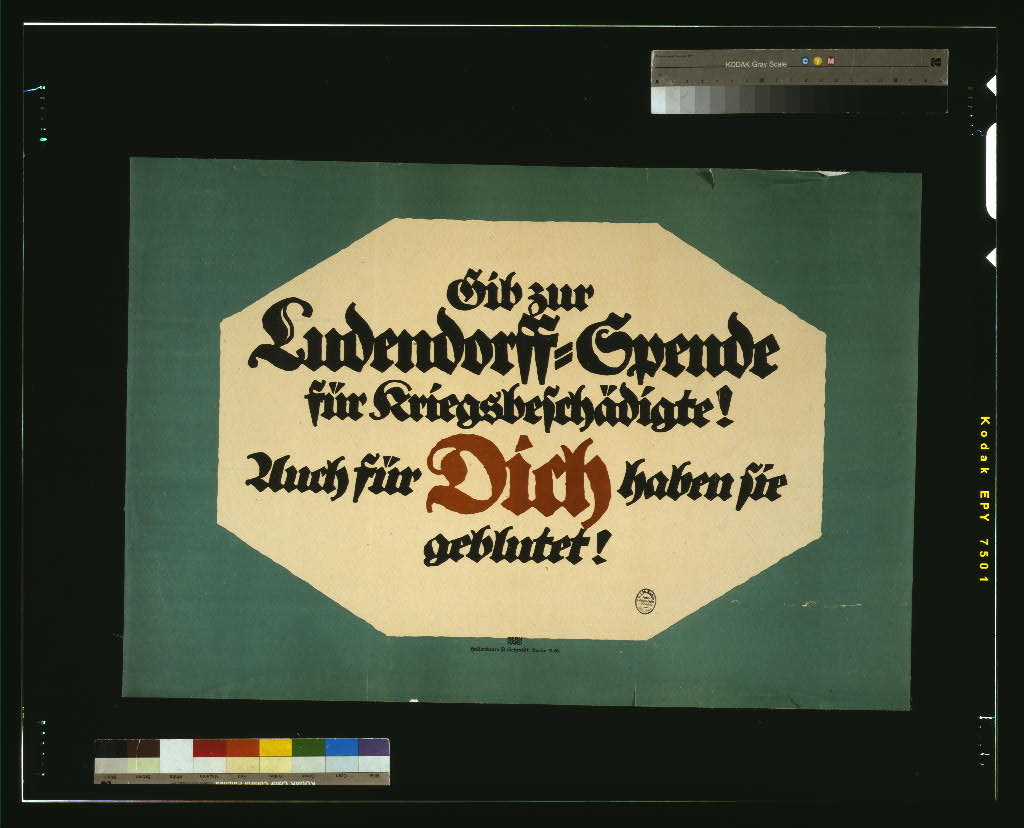 KODAK Gray Scale C Y M
Gib zur
Ludendorff-Spende
für Kriegsbeschädigte!
Auch für Dich haben sie
geblutet!
Hollerbaum & Schmidt, Berlin
Kodak EPY 7501